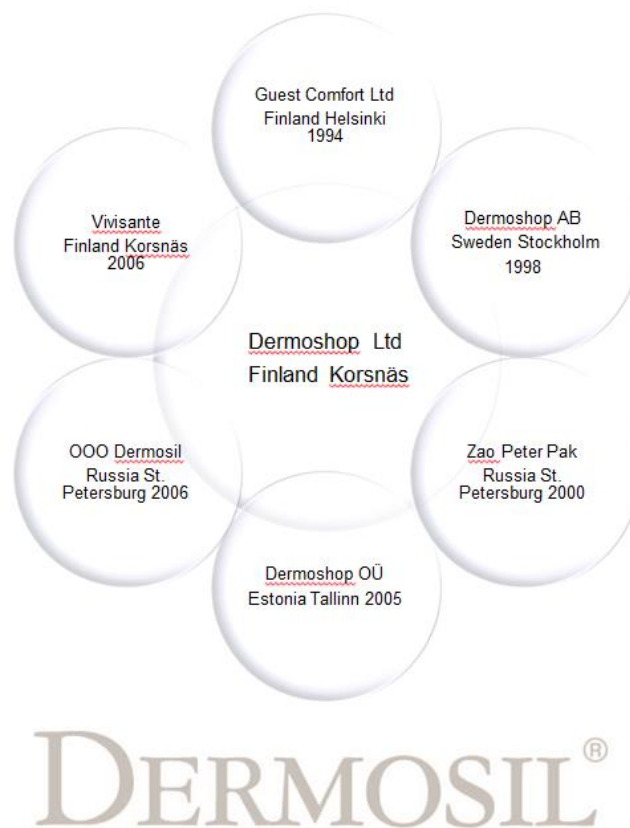 Guest Comfort Ltd
Finland Helsinki
1994
Dermoshop AB
Sweden Stockholm
1998
Zao Peter Pak
Russia St.
Petersburg 2000
Dermoshop OÜ
Estonia Tallinn 2005
OOO Dermosil
Russia St.
Petersburg 2006
Vivisante
Finland Korsnäs
2006
Dermoshop Ltd
Finland Korsnäs
DERMOSIL®